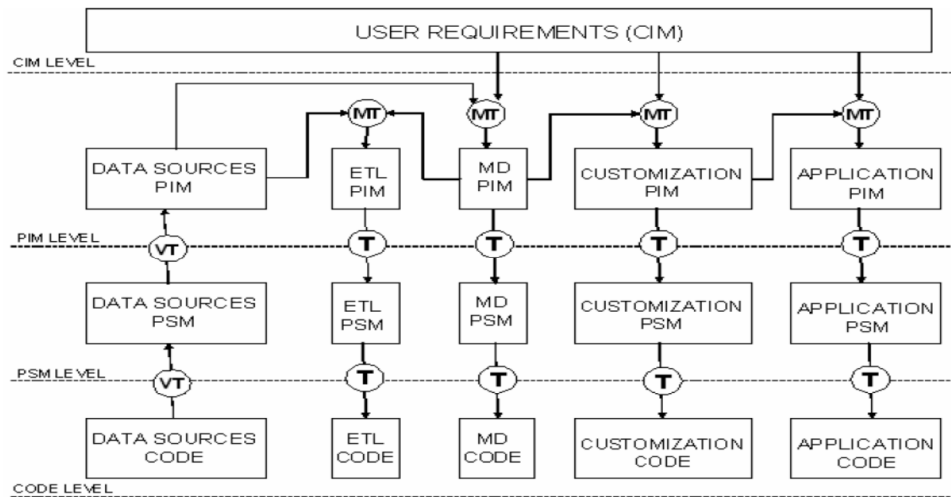 USER REQUIREMENTS (CIM)
CIM LEVEL
MT
MT
MT
MT
DATA SOURCES
PIM
ETL
PIM
MD
PIM
CUSTOMIZATION
PIM
APPLICATION
PIM
PIM LEVEL
VT
T
T
T
T
DATA SOURCES
PSM
ETL
PSM
MD
PSM
CUSTOMIZATION
PSM
APPLICATION
PSM
PSM LEVEL
VT
T
T
T
T
DATA SOURCES
CODE
ETL
CODE
MD
CODE
CUSTOMIZATION
CODE
APPLICATION
CODE
CODE LEVEL